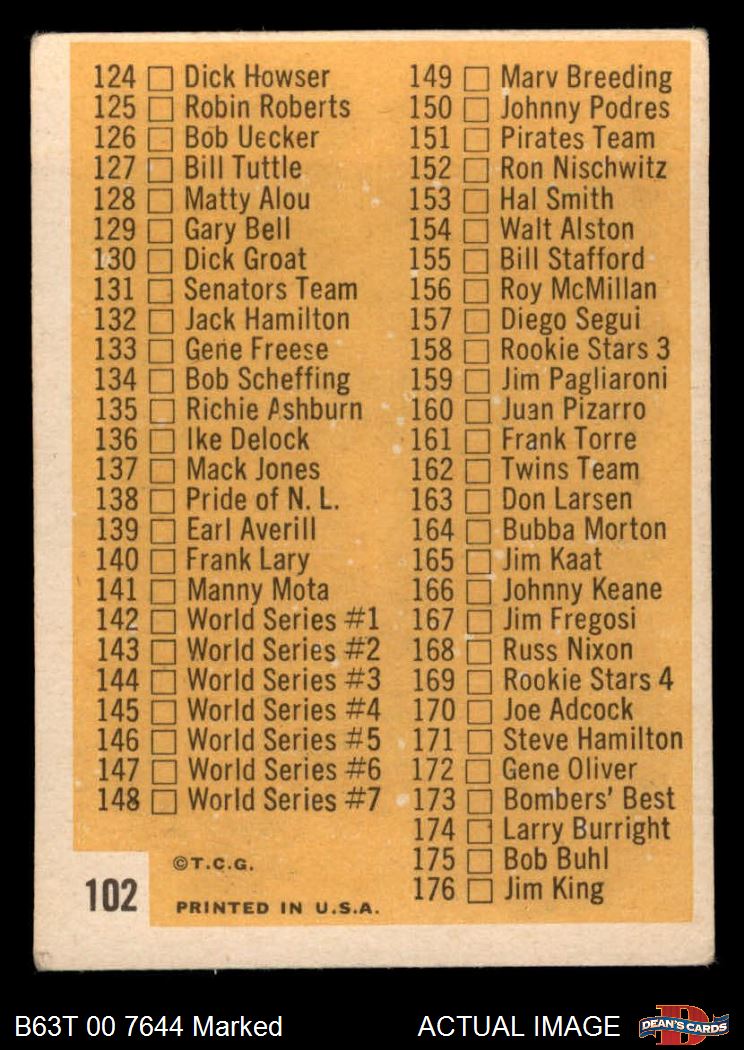 124 Dick Howser
125 Robin Roberts
126 Bob Uecker
127 Bill Tuttle
128 Matty Alou
129 Gary Bell
130 Dick Groat
131 Senators Team
132 Jack Hamilton
133 Gene Freese
134 Bob Scheffing
135 Richie Ashburn
136 Ike Delock
137 Mack Jones
138 Pride of N. L.
139 Earl Averill
140 Frank Lary
141 Manny Mota
142 World Series #1
143 World Series #2
144 World Series #3
145 World Series #4
146 World Series #5
147 World Series #6
148 World Series #7
149 Marv Breeding
150 Johnny Podres
151 Pirates Team
152 Ron Nischwitz
153 Hal Smith
154 Walt Alston
155 Bill Stafford
156 Roy McMillan
157 Diego Segui
158 Rookie Stars 3
159 Jim Pagliaroni
160 Juan Pizarro
161 Frank Torre
162 Twins Team
163 Don Larsen
164 Bubba Morton
165 Jim Kaat
166 Johnny Keane
167 Jim Fregosi
168 Russ Nixon
169 Rookie Stars 4
170 Joe Adcock
171 Steve Hamilton
172 Gene Oliver
173 Bombers' Best
174 Larry Burright
175 Bob Buhl
176 Jim King
©T.C.G.
102
PRINTED IN U.S.A.
B63T 00 7644 Marked
ACTUAL IMAGE
D
DEAN'S CARDS